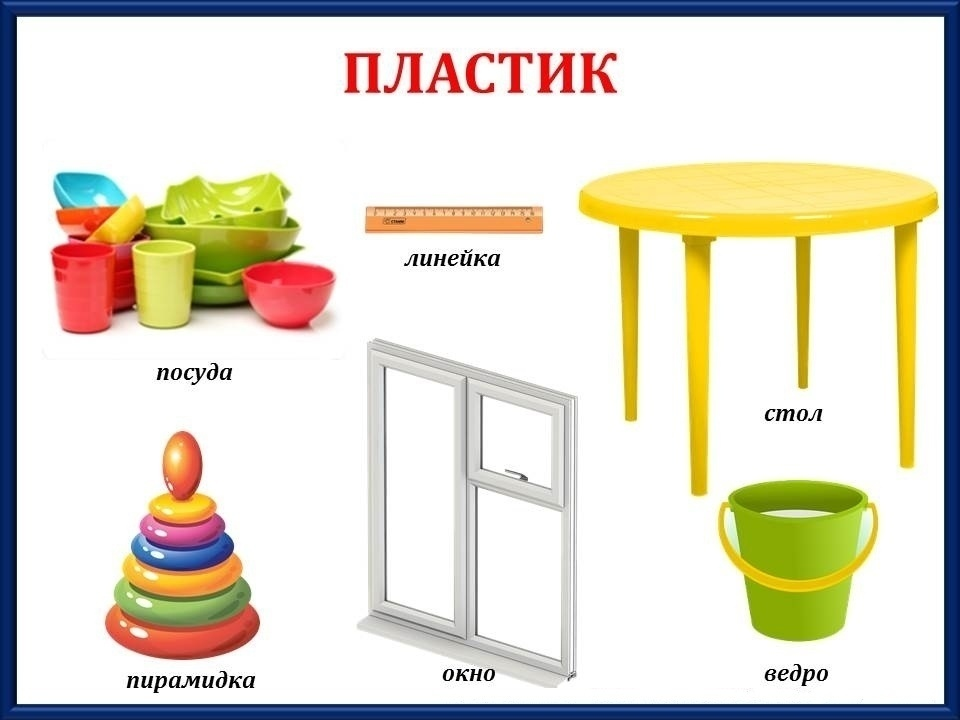 ПЛАСТИК
линейка
посуда
стол
пирамидка
окно
ведро